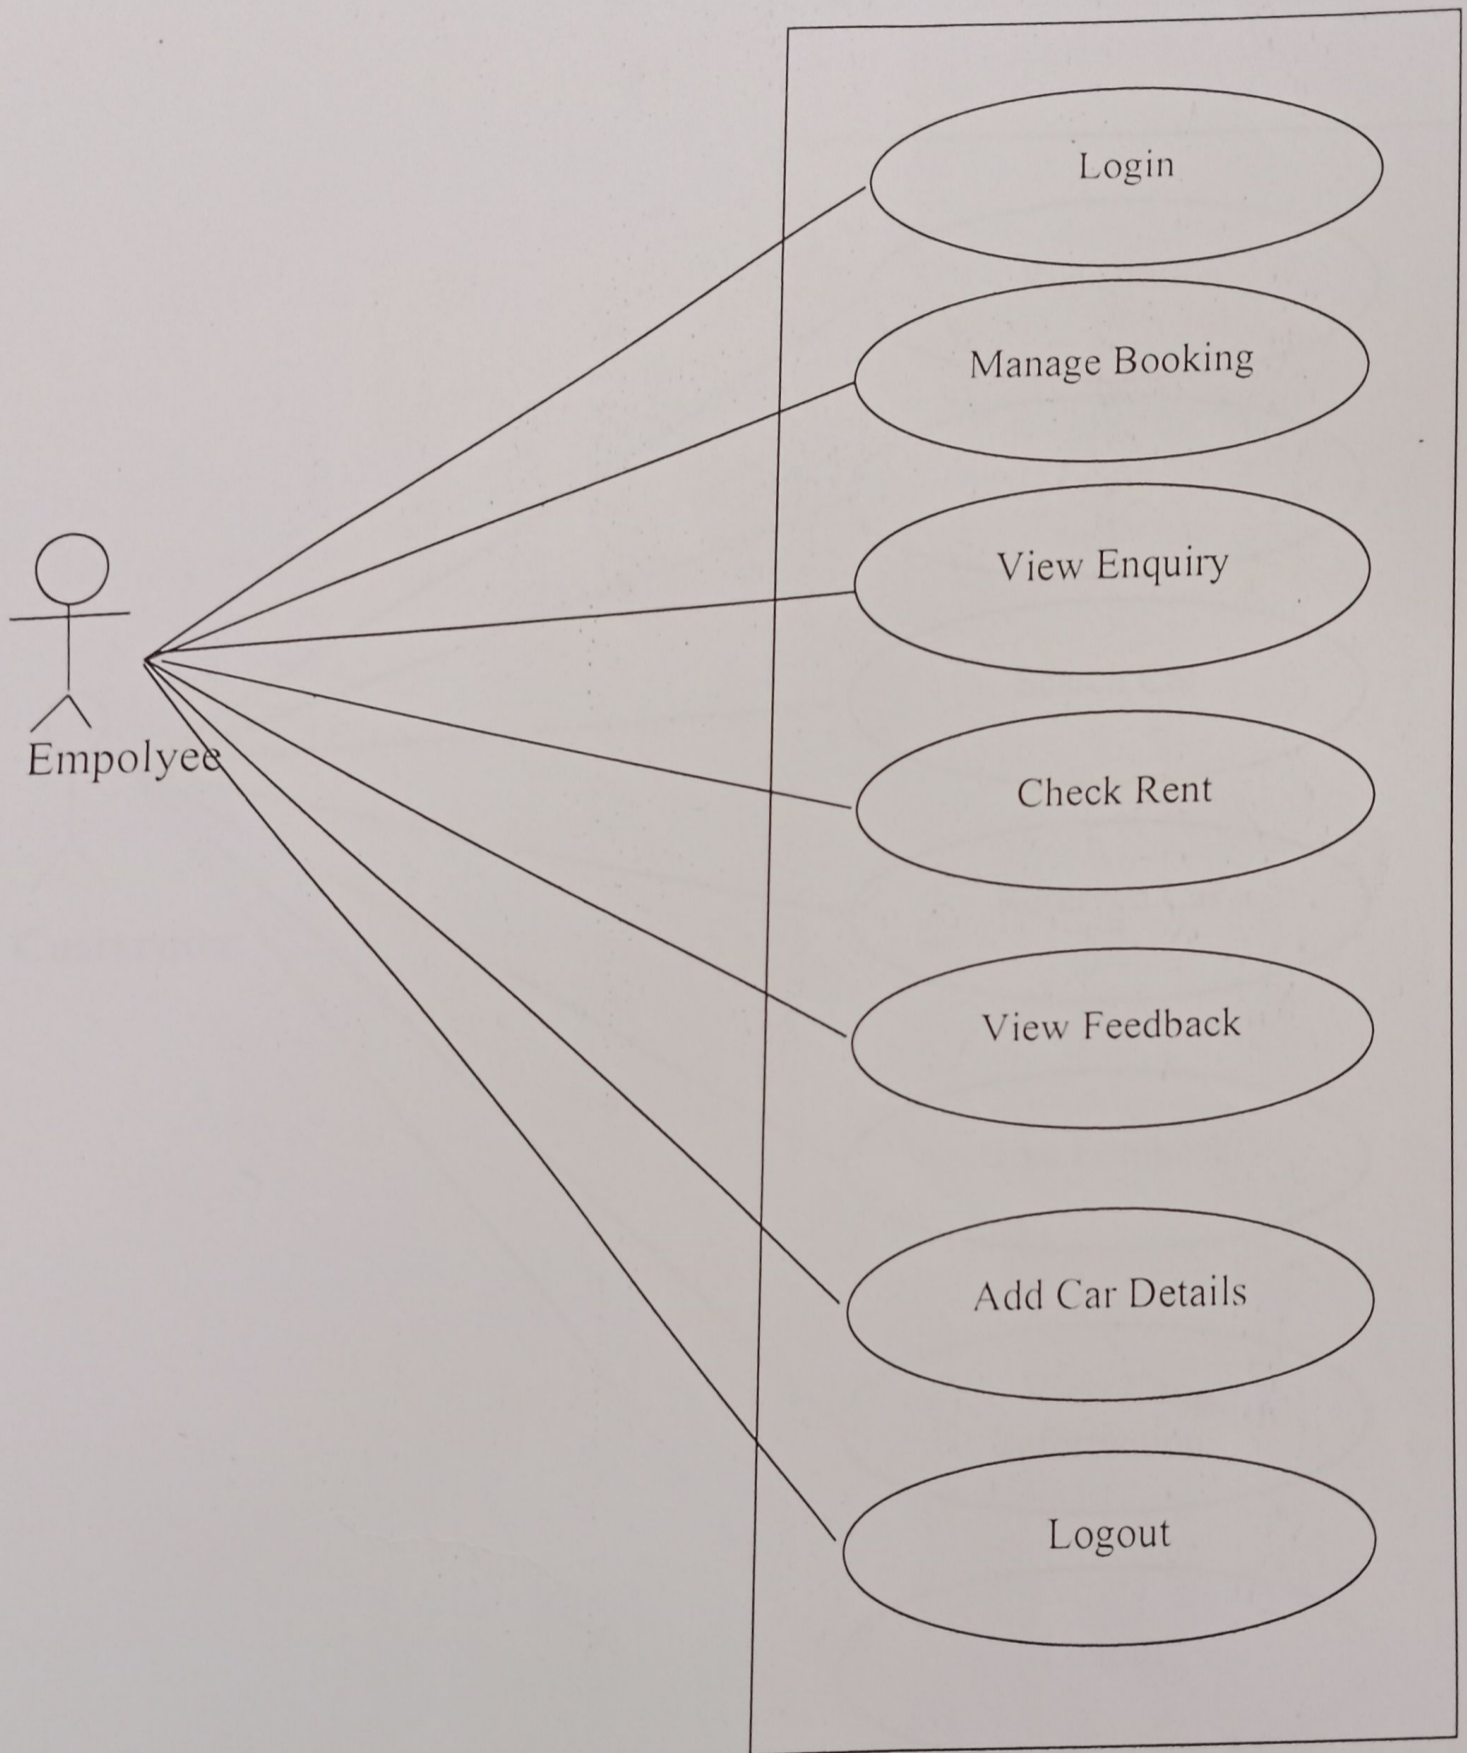 Login
Manage Booking
View Enquiry
Empolyee
Check Rent
View Feedback
Add Car Details
Logout